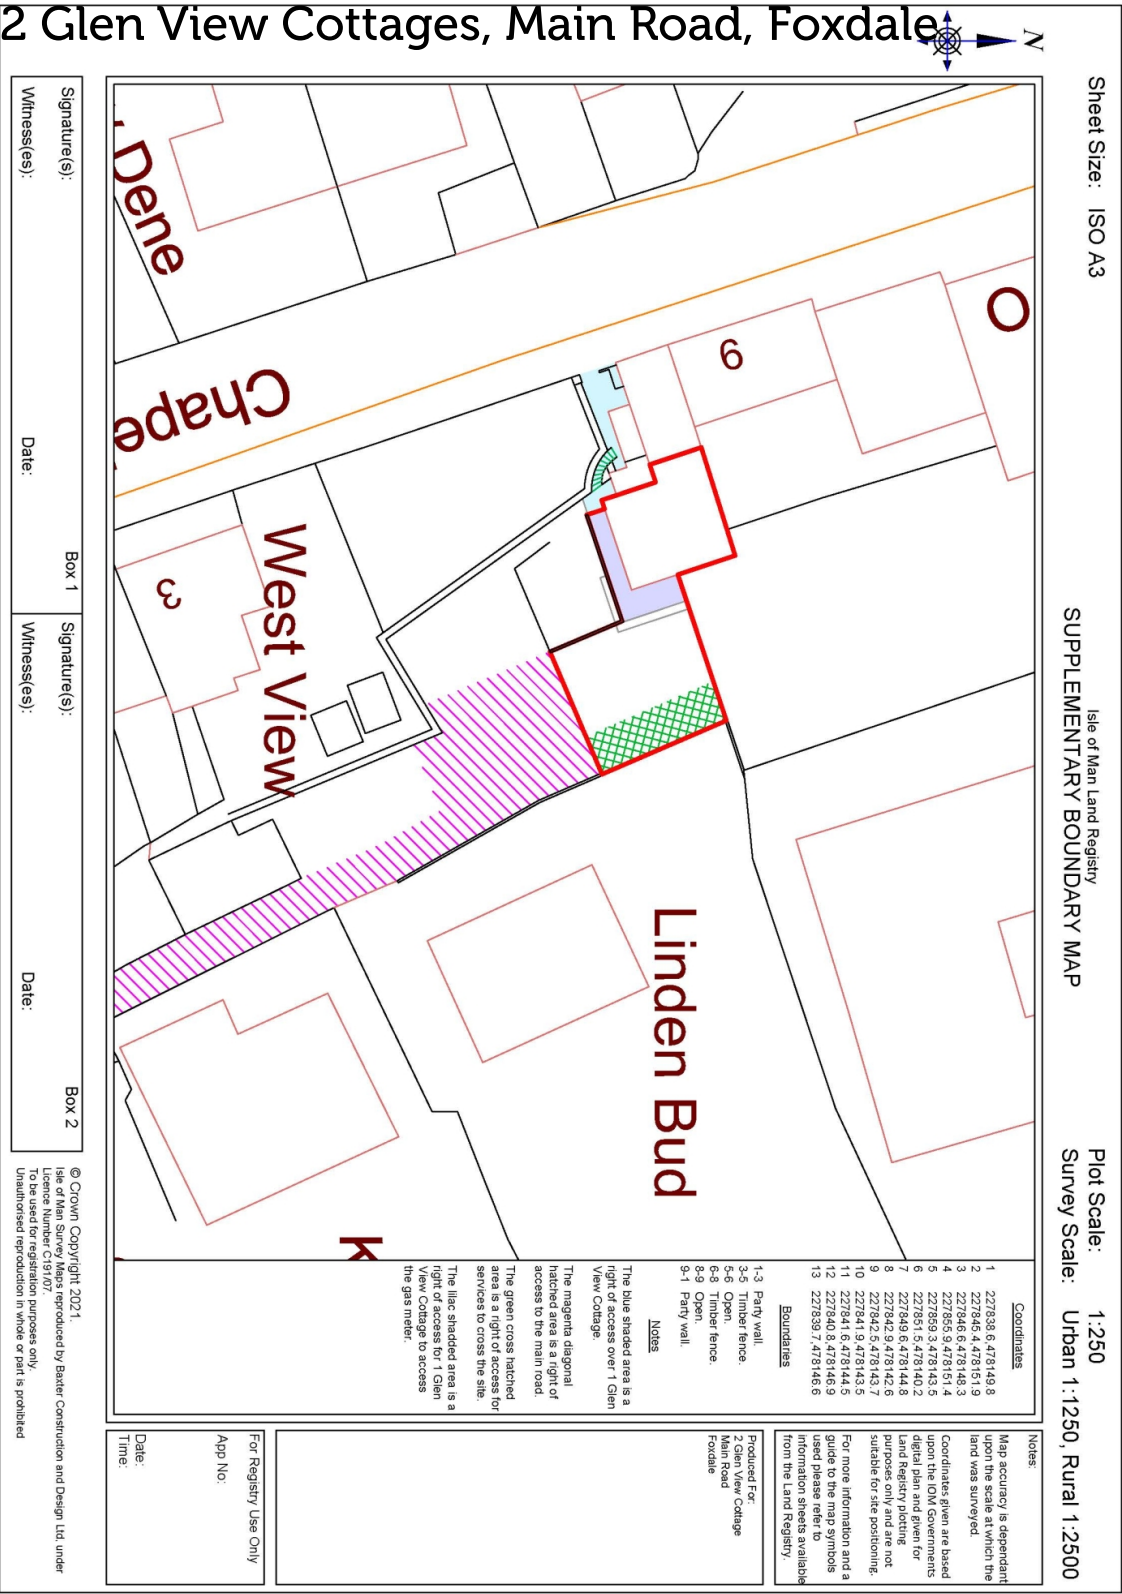 2 Glen View Cottages, Main Road, Foxdale
N
Sheet Size: ISO A3
Isle of Man Land Registry
SUPPLEMENTARY BOUNDARY MAP
Plot Scale: 1:250
Survey Scale: Urban 1:1250, Rural 1:2500
Dene
Chape
O
9
3
West View
Linden Bud
K
Coordinates
1 227838.6,478149.8
2 227845.4,478151.9
3 227846.6,478148.3
4 227855.9,478151.4
5 227859.3,478143.5
6 227851.5,478140.2
7 227849.6,478144.8
8 227842.9,478142.6
9 227842.5,478143.7
10 227841.9,478143.5
11 227841.6,478144.5
12 227840.8,478146.9
13 227839.7,478146.6
Boundaries
1-3 Party wall.
3-5 Timber fence.
5-6 Open.
6-8 Timber fence.
8-9 Open.
9-1 Party wall.
Notes
The blue shaded area is a
right of access over 1 Glen
View Cottage.
The magenta diagonal
hatched area is a right of
access to the main road.
The green cross hatched
area is a right of access for
services to cross the site.
The lilac shadded area is a
right of access for 1 Glen
View Cottage to access
the gas meter.
Notes:
Map accuracy is dependant
upon the scale at which the
land was surveyed.
Coordinates given are based
upon the IOM Governments
digital plan and given for
Land Registry plotting
purposes only and are not
suitable for site positioning.
For more information and a
guide to the map symbols
used please refer to
information sheets available
from the Land Registry.
Produced For:
2 Glen View Cottage
Main Road
Foxdale
For Registry Use Only
App No:
Date:
Time:
Signature(s):
Witness(es):
Date:
Box 1
Signature(s):
Witness(es):
Date:
Box 2
© Crown Copyright 2021.
Isle of Man Survey Maps reproduced by Baxter Construction and Design Ltd, under
Licence Number C191/07.
To be used for registration purposes only.
Unauthorised reproduction in whole or part is prohibited